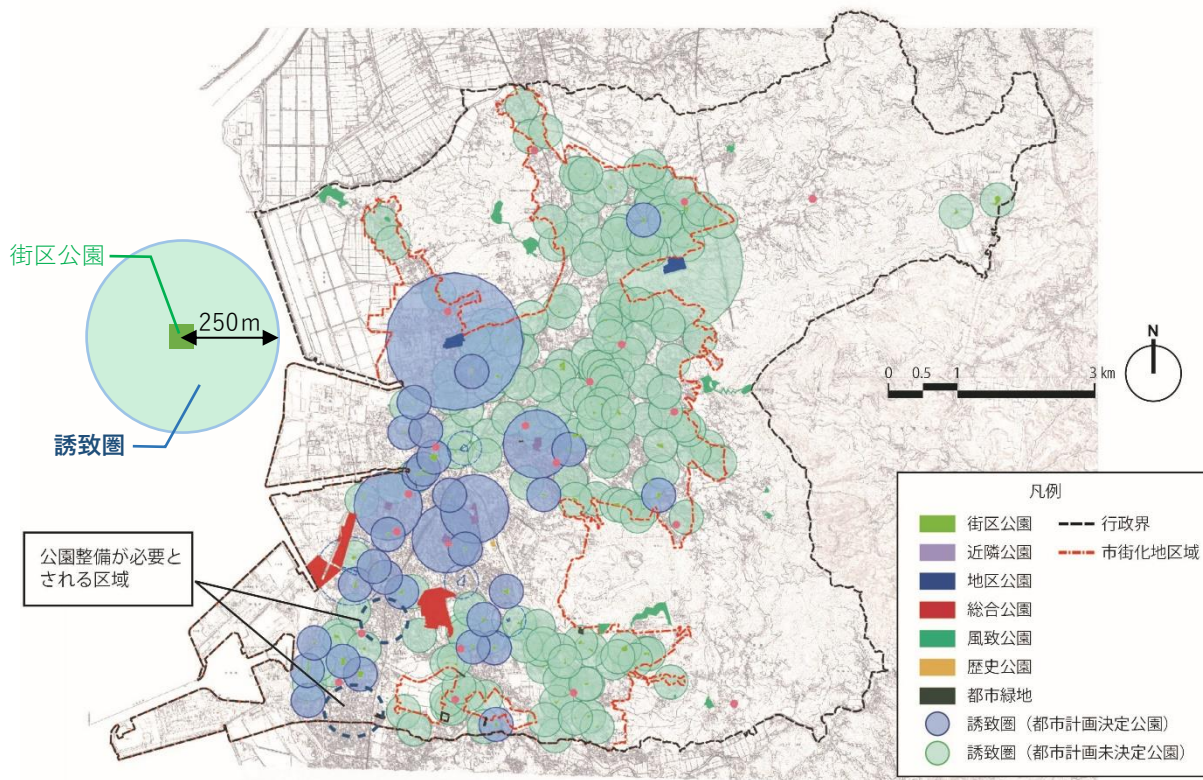 街区公園
250m
誘致圏
公園整備が必要と
される区域
N
0 0.5 1 3 km
凡例
街区公園
近隣公園
地区公園
総合公園
風致公園
歴史公園
都市緑地
誘致圏（都市計画決定公園）
誘致圏（都市計画未決定公園）
行政界
市街化地区域